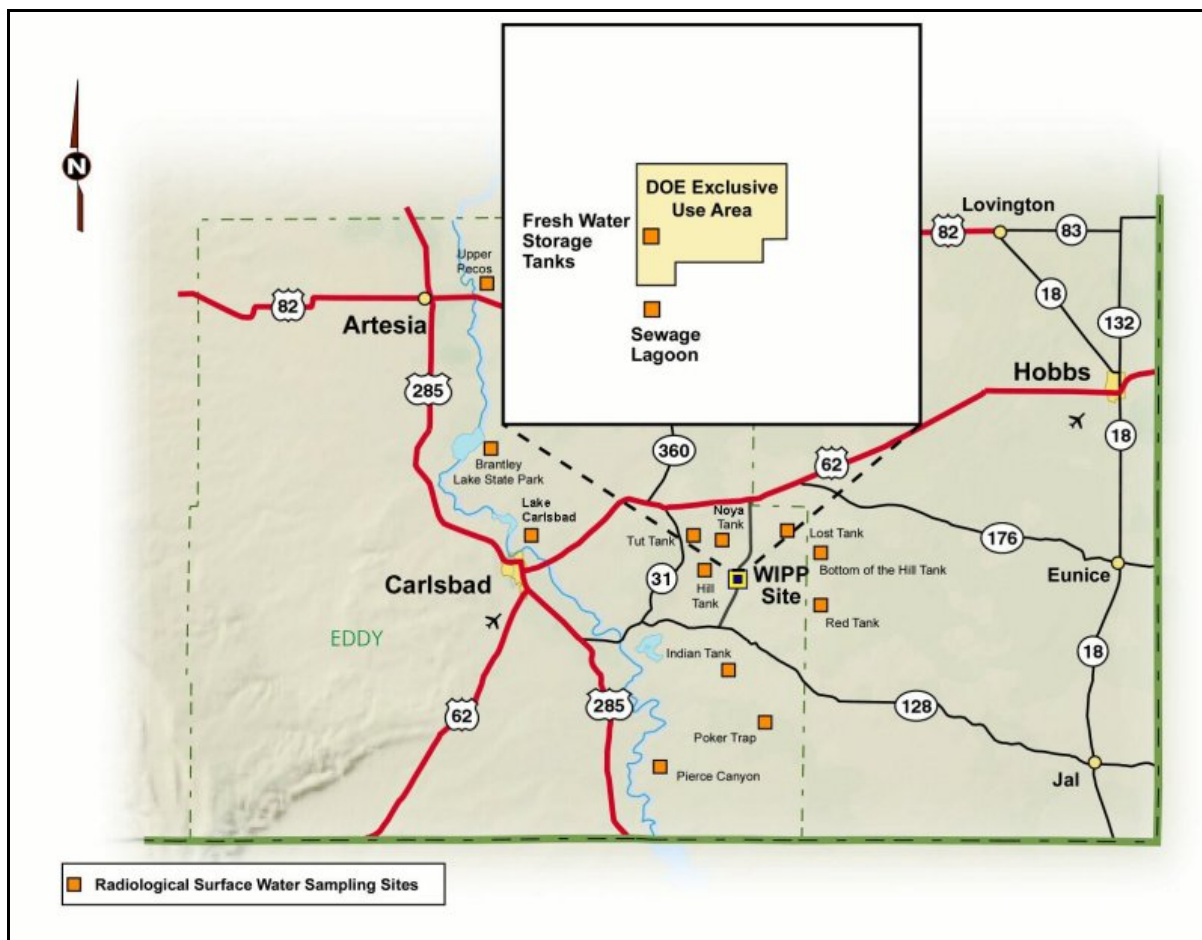 N
DOE Exclusive
Use Area
Fresh Water
Storage
Tanks
Sewage
Lagoon
Lovington
82
83
Upper
Pecos
18
132
82
Artesia
285
Hobbs
18
360
62
Brantley
Lake State Park
Lake
Carlsbad
Noya
Tank
Tut Tank
Lost Tank
176
Bottom of the Hill Tank
Eunice
Carlsbad
31
Hill
Tank
WIPP
Site
Red Tank
EDDY
Indian Tank
18
62
285
128
Poker Trap
Pierce Canyon
Jal
Radiological Surface Water Sampling Sites